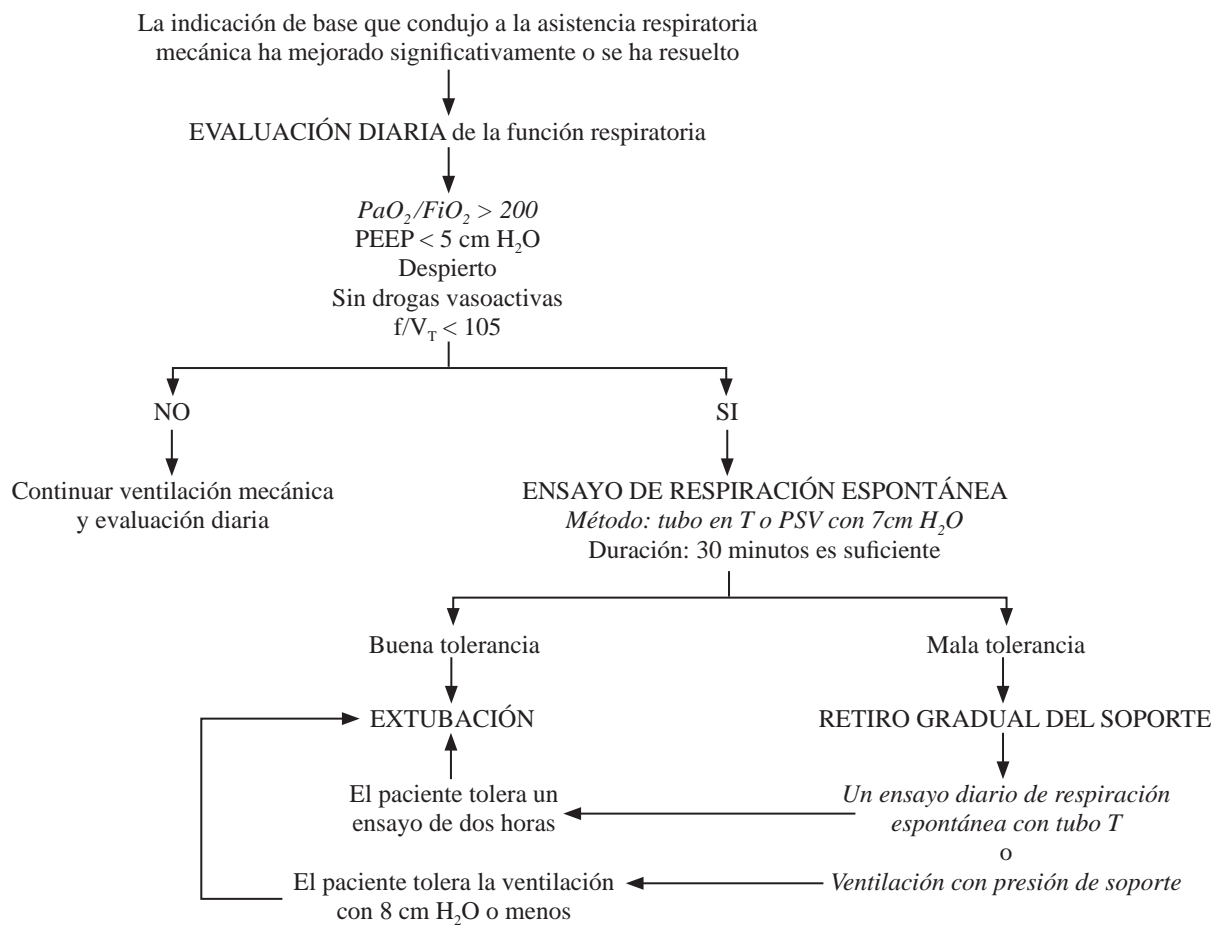 La indicación de base que condujo a la asistencia respiratoria
mecánica ha mejorado significativamente o se ha resuelto
EVALUACIÓN DIARIA de la función respiratoria
PaO₂/FiO₂ > 200
PEEP < 5 cm H₂O
Despierto
Sin drogas vasoactivas
f/V_T < 105
NO
SI
Continuar ventilación mecánica
y evaluación diaria
ENSAYO DE RESPIRACIÓN ESPONTÁNEA
Método: tubo en T o PSV con 7cm H₂O
Duración: 30 minutos es suficiente
Buena tolerancia
Mala tolerancia
EXTUBACIÓN
RETIRO GRADUAL DEL SOPORTE
El paciente tolera un
ensayo de dos horas
Un ensayo diario de respiración
espontánea con tubo T
o
El paciente tolera la ventilación
con 8 cm H₂O o menos
Ventilación con presión de soporte